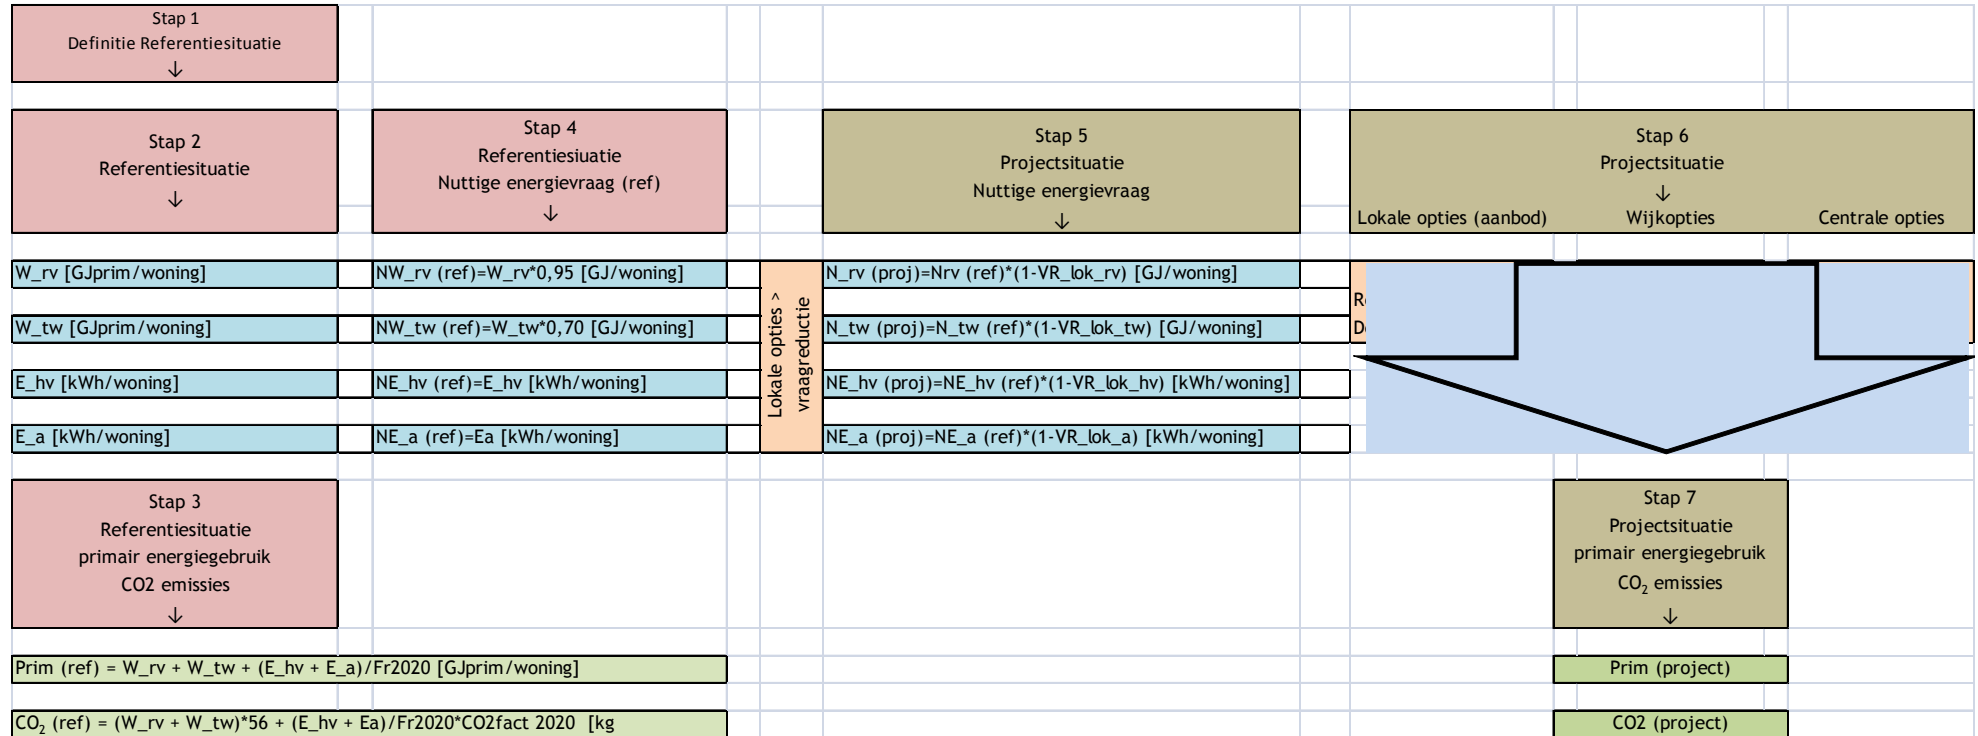 Stap 1
Definitie Referentiesituatie
↓
Stap 2
Referentiesituatie
↓
Stap 4
Referentiesiuatie
Nuttige energievraag (ref)
↓
Stap 5
Projectsituatie
Nuttige energievraag
↓
Stap 6
Projectsituatie
↓
Lokale opties (aanbod) Wijkopties Centrale opties
W_rv [GJprim/woning]
NW_rv (ref)=W_rv*0,95 [GJ/woning]
N_rv (proj)=Nrv (ref)*(1-VR_lok_rv) [GJ/woning]
W_tw [GJprim/woning]
NW_tw (ref)=W_tw*0,70 [GJ/woning]
N_tw (proj)=N_tw (ref)*(1-VR_lok_tw) [GJ/woning]
E_hv [kWh/woning]
NE_hv (ref)=E_hv [kWh/woning]
NE_hv (proj)=NE_hv (ref)*(1-VR_lok_hv) [kWh/woning]
E_a [kWh/woning]
NE_a (ref)=Ea [kWh/woning]
NE_a (proj)=NE_a (ref)*(1-VR_lok_a) [kWh/woning]
Lokale opties >
vraagreductie
Stap 3
Referentiesituatie
primair energiegebruik
CO2 emissies
↓
Stap 7
Projectsituatie
primair energiegebruik
CO₂ emissies
↓
Prim (ref) = W_rv + W_tw + (E_hv + E_a)/Fr2020 [GJprim/woning]
Prim (project)
CO₂ (ref) = (W_rv + W_tw)*56 + (E_hv + Ea)/Fr2020*CO2fact 2020 [kg
CO2 (project)